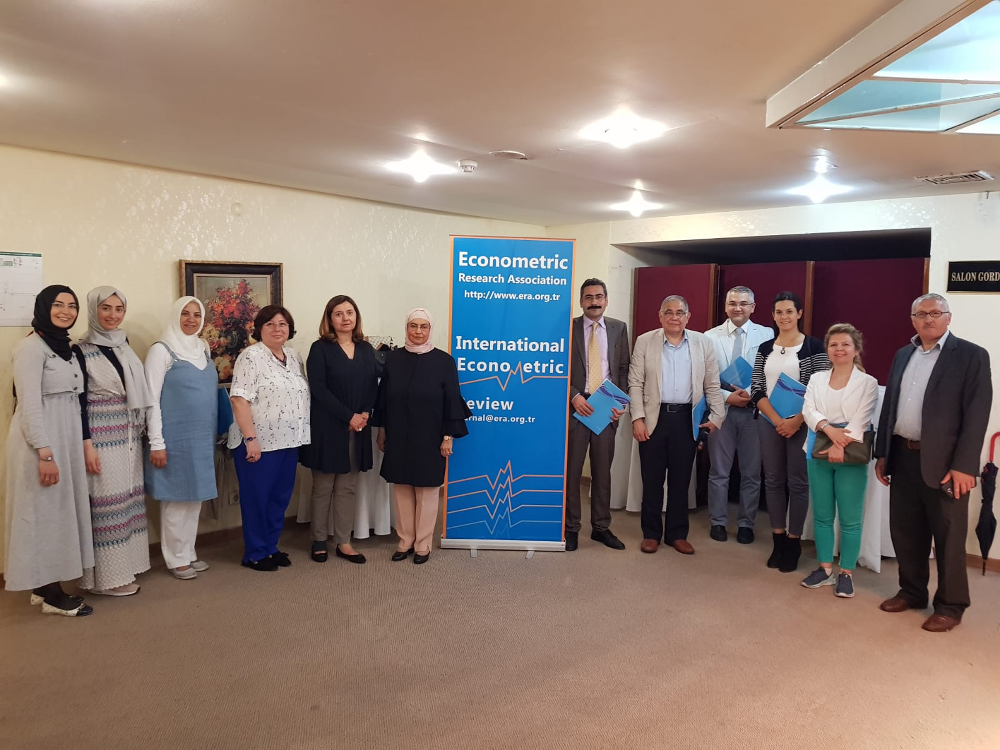 Econometric
Research Association
http://www.era.org.tr
International
Econometric
eview
rnal@era.org.tr
SALON GORD